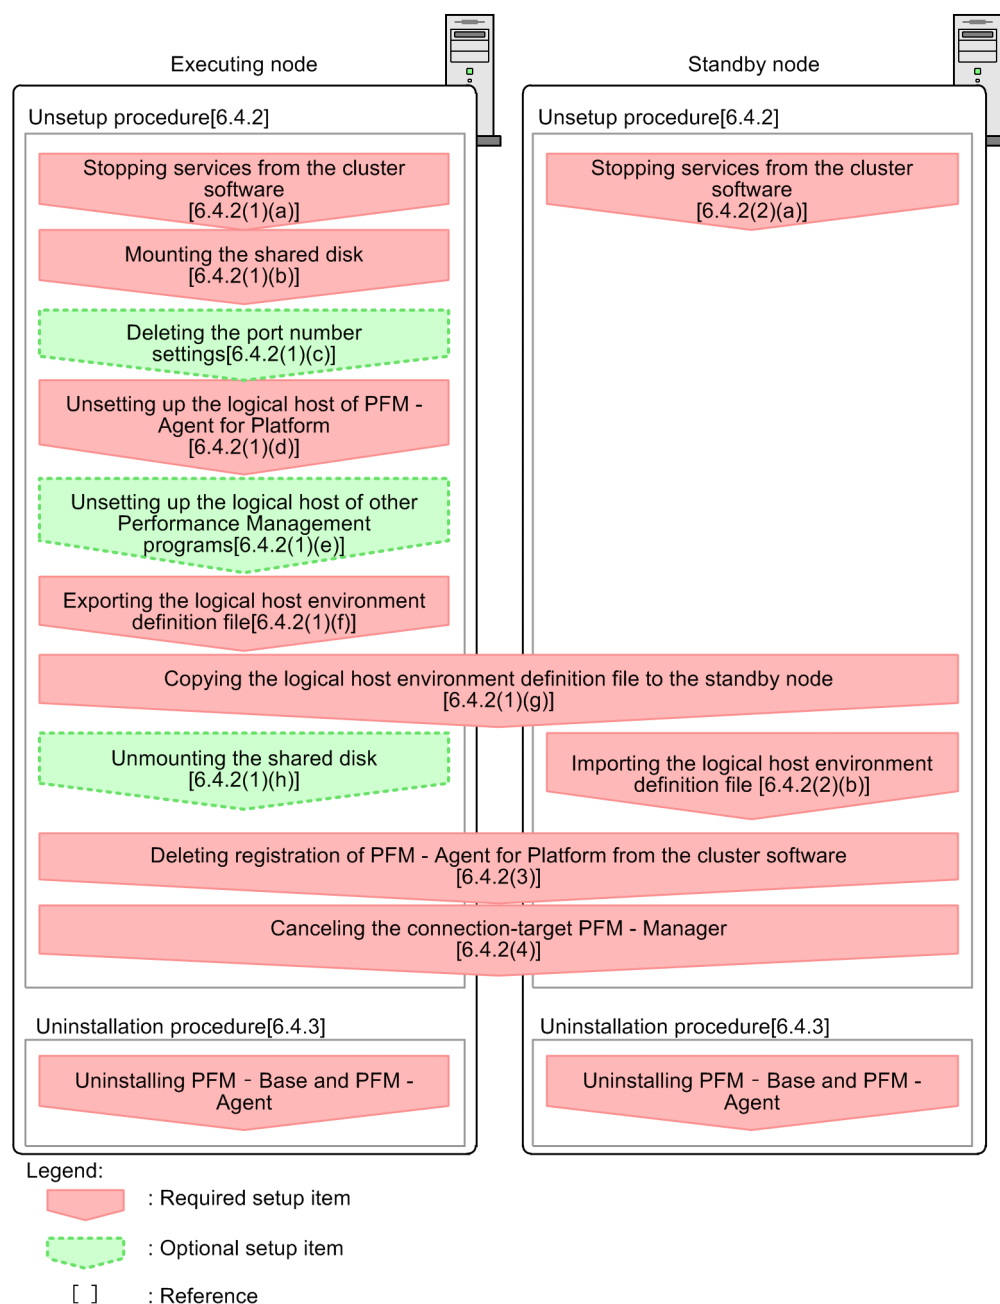 Executing node
Standby node
Unsetup procedure[6.4.2]
Unsetup procedure[6.4.2]
Stopping services from the cluster
software
[6.4.2(1)(a)]
Stopping services from the cluster
software
[6.4.2(2)(a)]
Mounting the shared disk
[6.4.2(1)(b)]
Deleting the port number
settings[6.4.2(1)(c)]
Unsetting up the logical host of PFM -
Agent for Platform
[6.4.2(1)(d)]
Unsetting up the logical host of other
Performance Management
programs[6.4.2(1)(e)]
Exporting the logical host environment
definition file[6.4.2(1)(f)]
Copying the logical host environment definition file to the standby node
[6.4.2(1)(g)]
Unmounting the shared disk
[6.4.2(1)(h)]
Importing the logical host environment
definition file [6.4.2(2)(b)]
Deleting registration of PFM - Agent for Platform from the cluster software
[6.4.2(3)]
Canceling the connection-target PFM - Manager
[6.4.2(4)]
Uninstallation procedure[6.4.3]
Uninstallation procedure[6.4.3]
Uninstalling PFM - Base and PFM -
Agent
Uninstalling PFM - Base and PFM -
Agent
Legend:
: Required setup item
: Optional setup item
[ ] : Reference